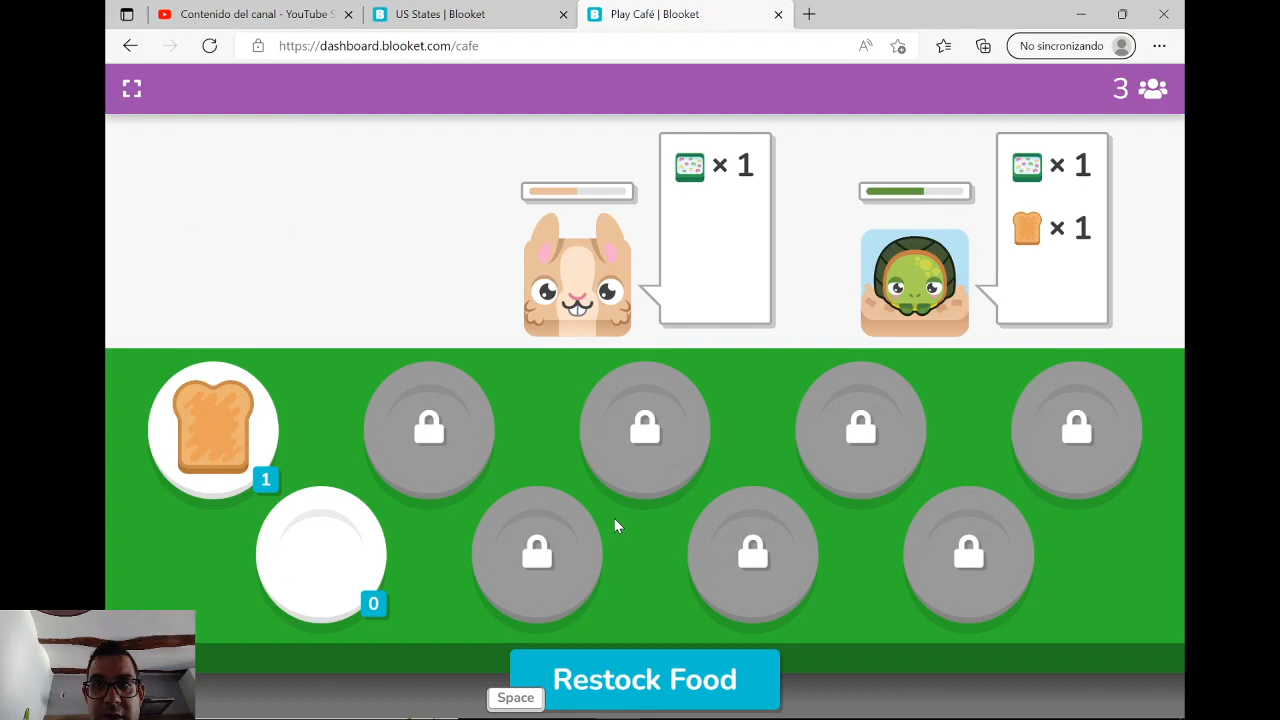 Contenido del canal - YouTube S
US States | Blooket
Play Café | Blooket
https://dashboard.blooket.com/cafe
No sincronizando
3
× 1
× 1
× 1
1
0
Restock Food
Space